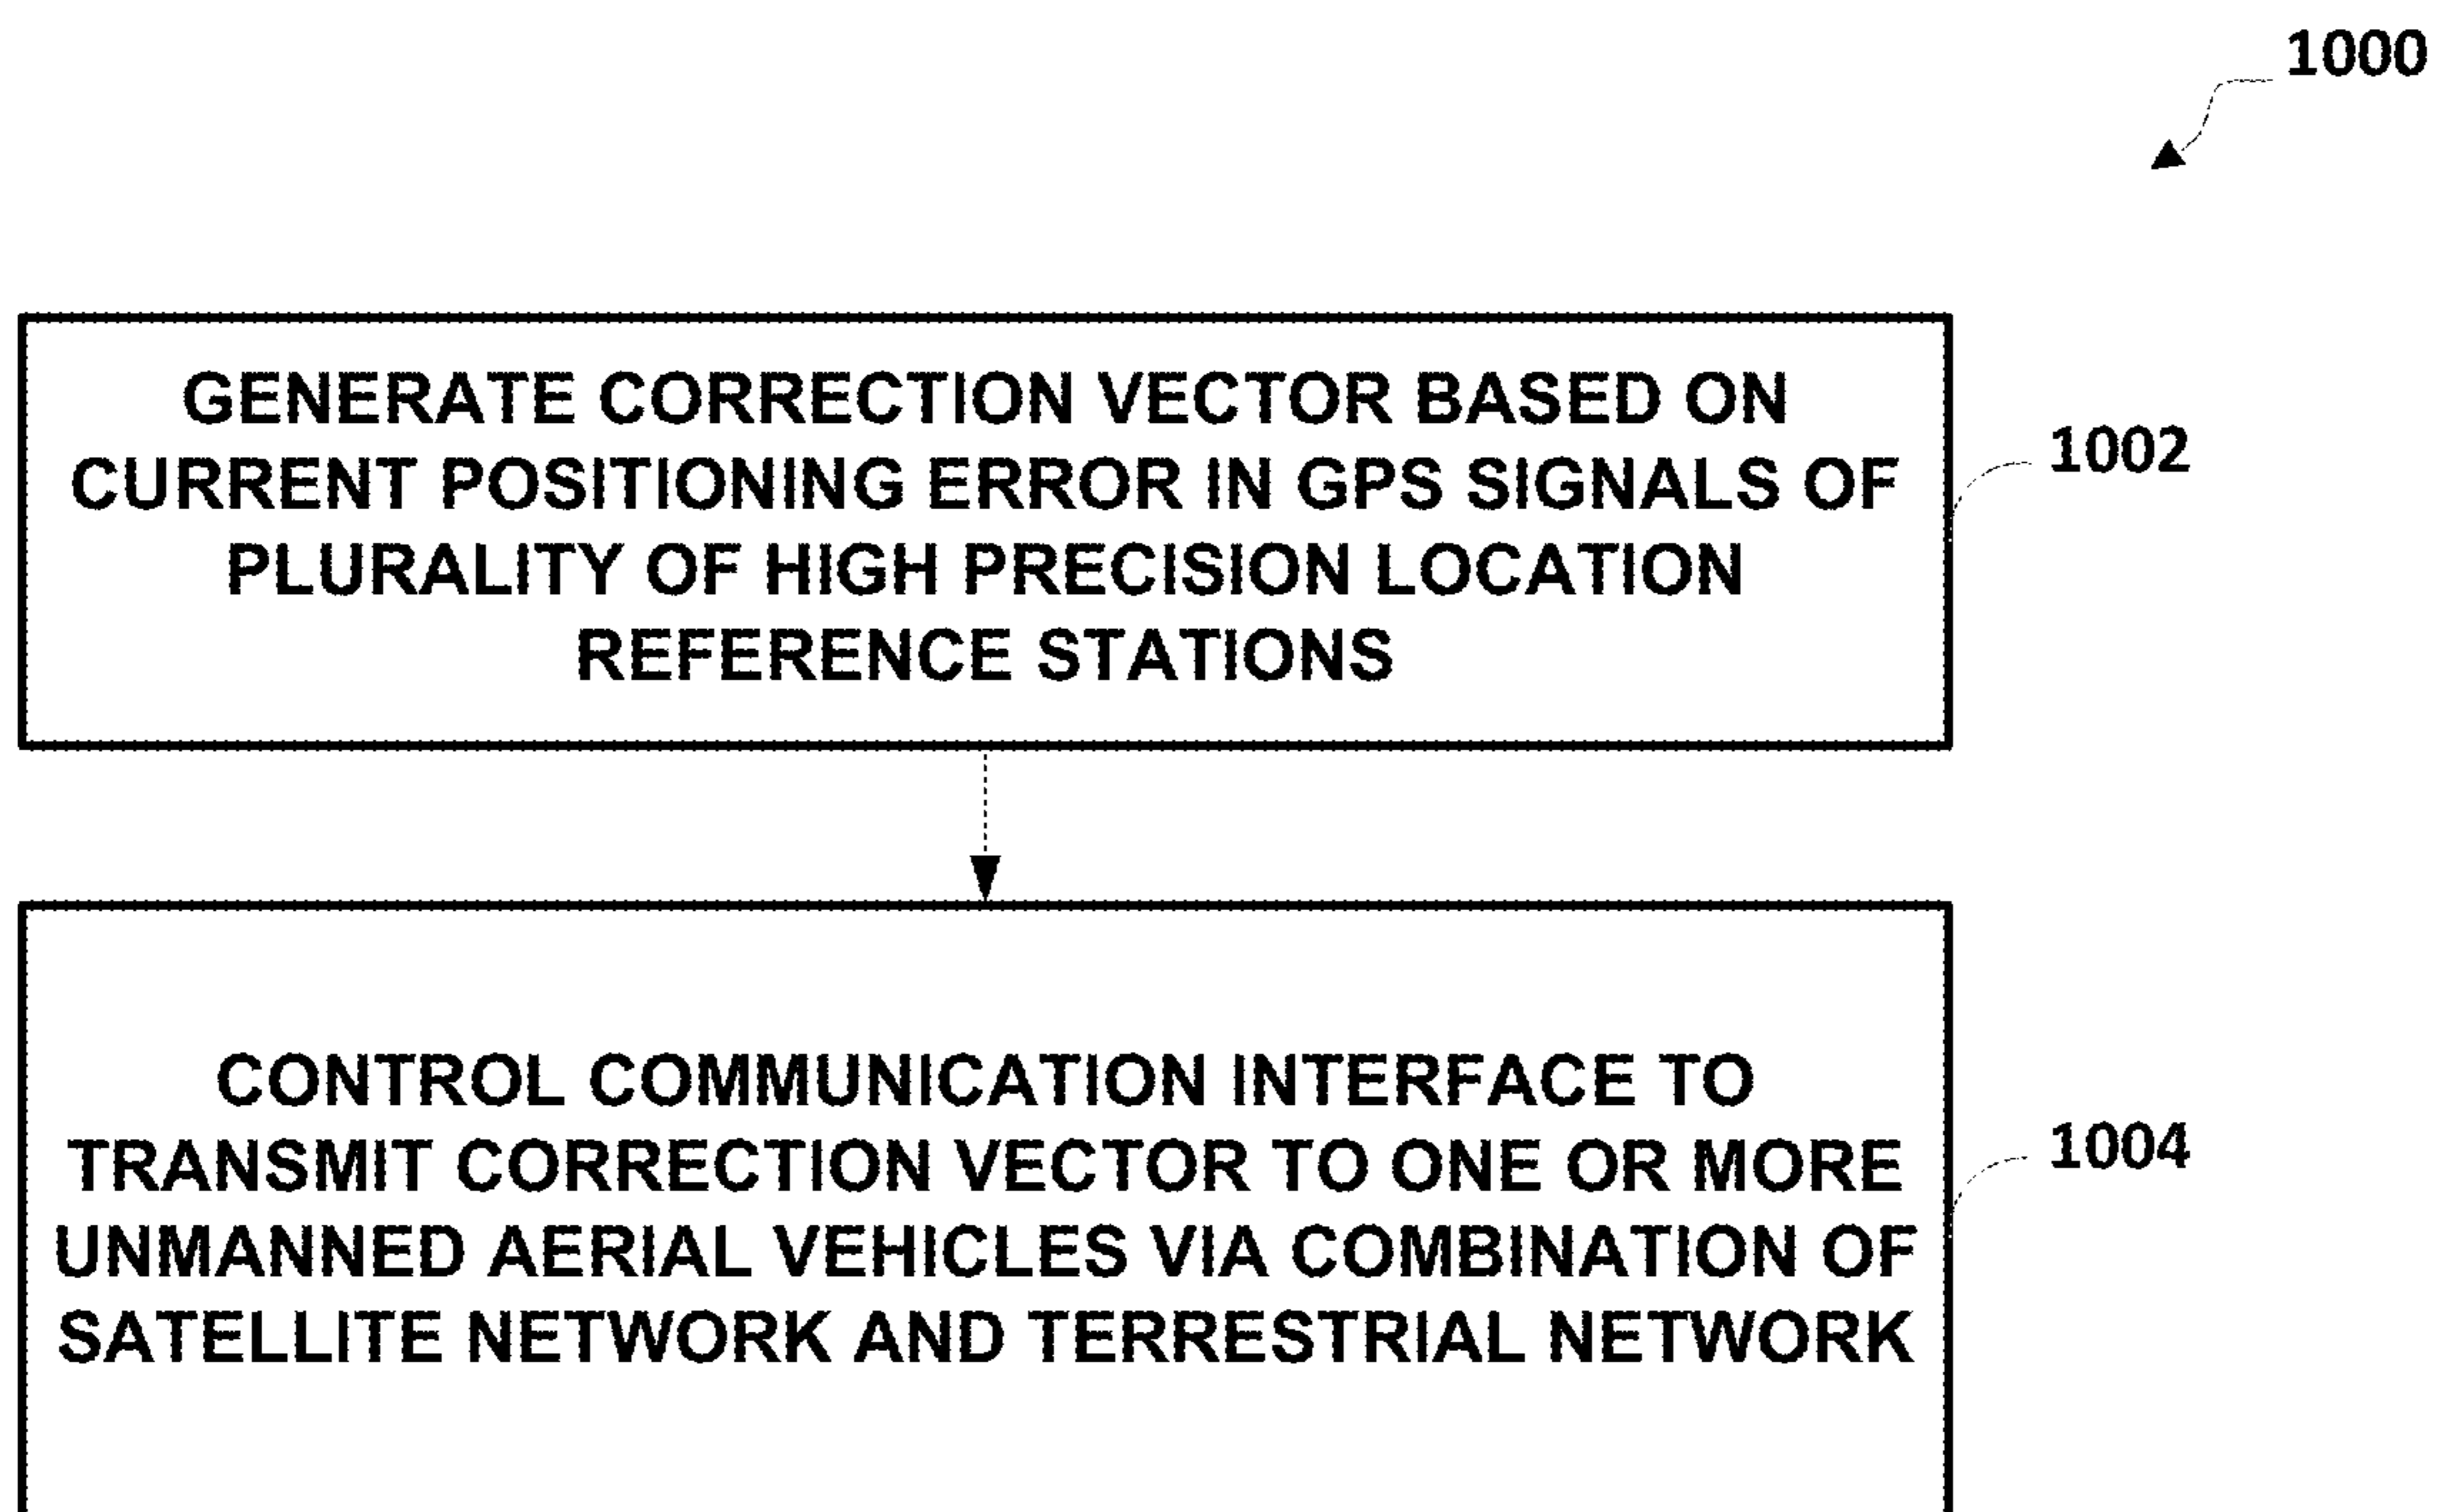 1000
GENERATE CORRECTION VECTOR BASED ON
CURRENT POSITIONING ERROR IN GPS SIGNALS OF
PLURALITY OF HIGH PRECISION LOCATION
REFERENCE STATIONS
1002
CONTROL COMMUNICATION INTERFACE TO
TRANSMIT CORRECTION VECTOR TO ONE OR MORE
UNMANNED AERIAL VEHICLES VIA COMBINATION OF
SATELLITE NETWORK AND TERRESTRIAL NETWORK
1004